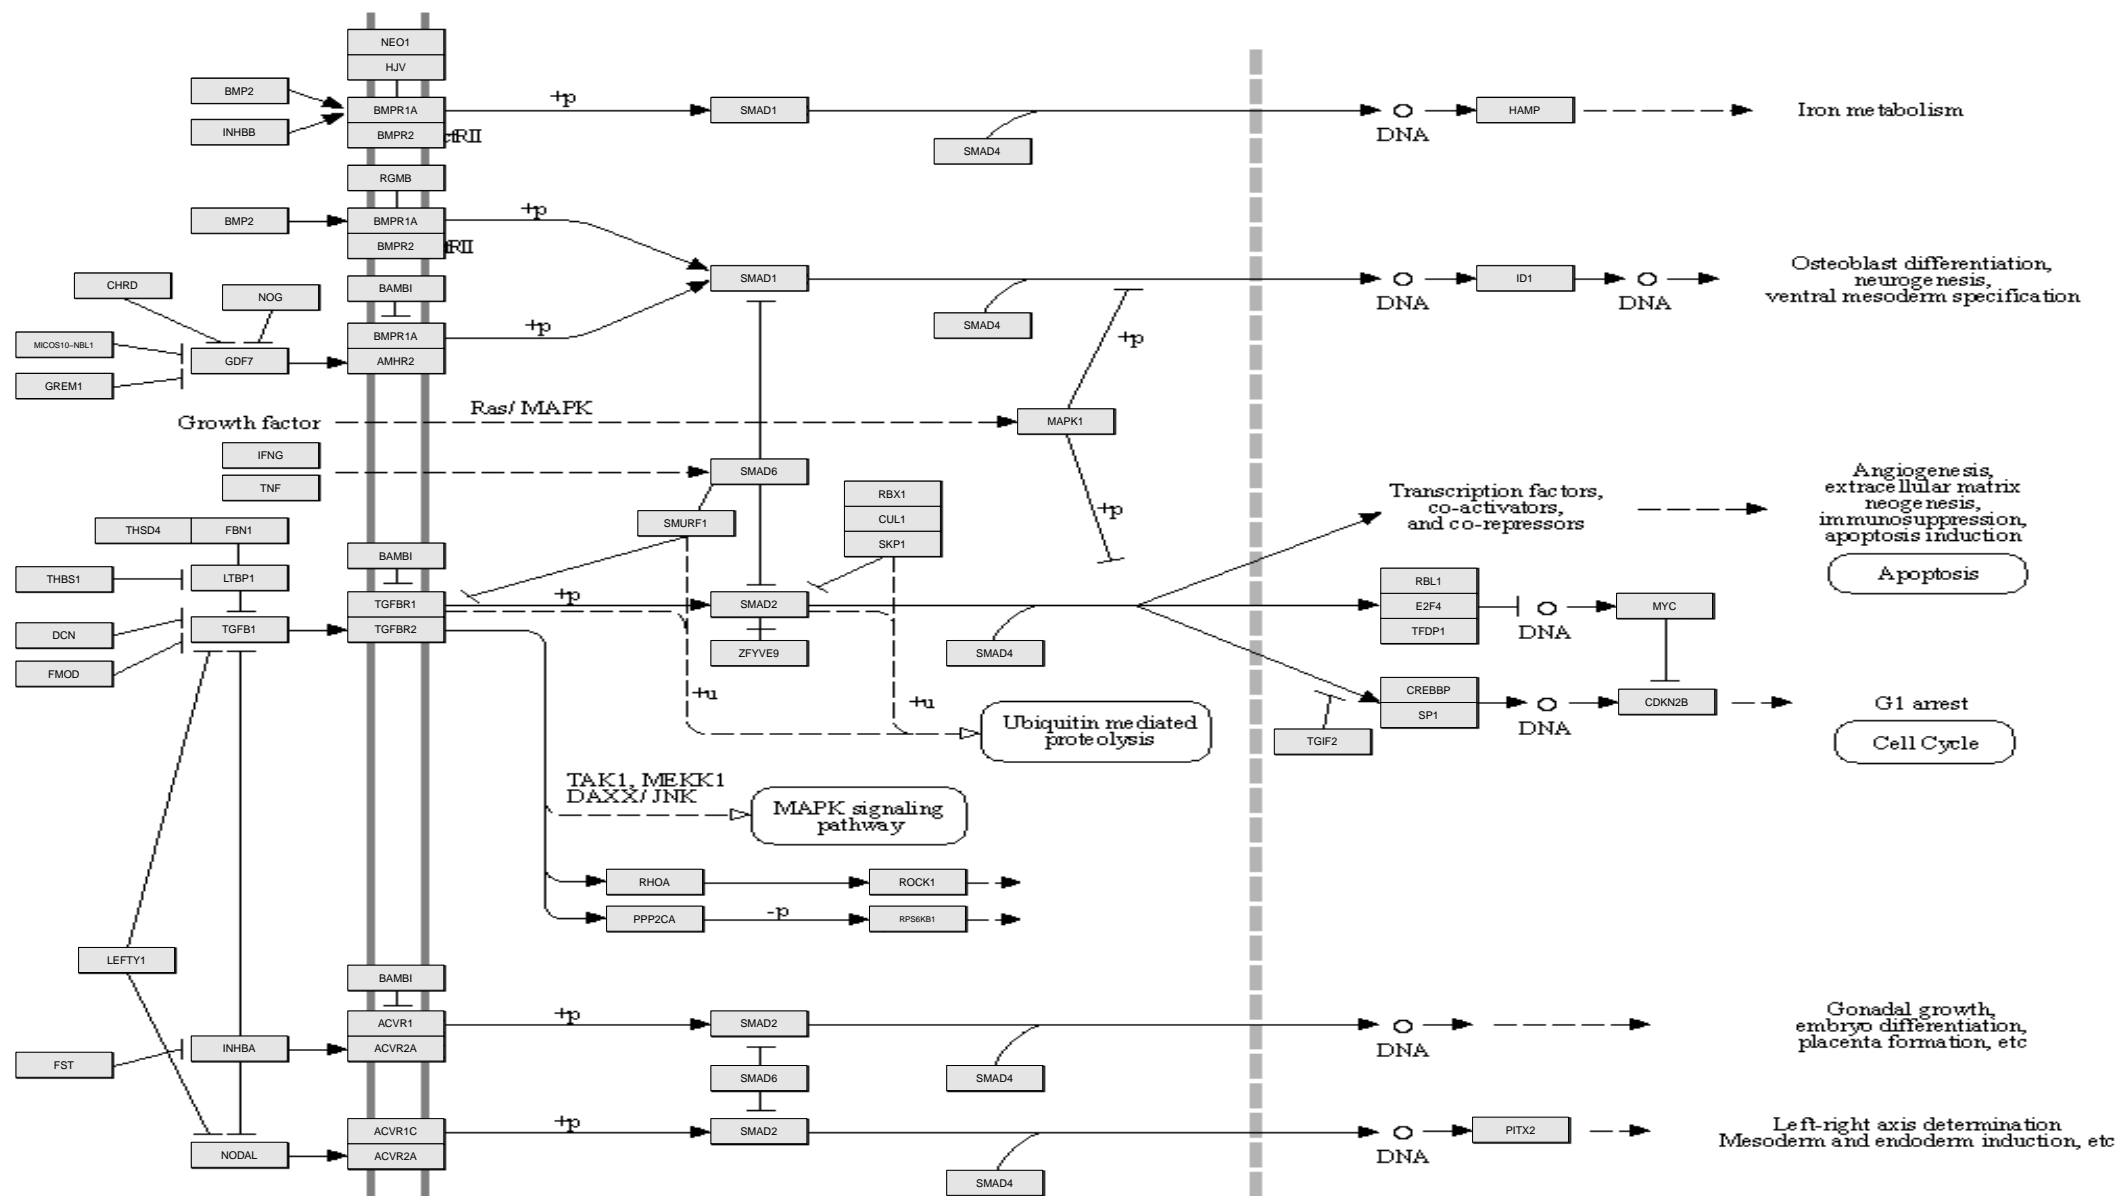 NEO1
HJV
BMP2
INHBB
BMPR1A
BMPR2
RII
+p
SMAD1
SMAD4
DNA
HAMP
Iron metabolism
RGMB
BMP2
BMPR1A
BMPR2
RII
+p
CHRD
NOG
BAMBI
MICOS10-NBL1
GREM1
GDF7
BMPR1A
AMHR2
+p
SMAD1
SMAD4
+p
DNA
ID1
DNA
Osteoblast differentiation,
neurogenesis,
ventral mesoderm specification
Growth factor
Ras/ MAPK
MAPK1
IFNG
TNF
SMAD6
SMURF1
RBX1
CUL1
SKP1
+p
Transcription factors,
co-activators,
and co-repressors
Angiogenesis,
extracellular matrix
neogenesis,
immunosuppression,
apoptosis induction
Apoptosis
THSD4
FBN1
THBS1
LTBP1
DCN
FMOD
TGFB1
BAMBI
TGFBR1
TGFBR2
+p
SMAD2
ZFYVE9
SMAD4
RBL1
E2F4
TFDP1
DNA
MYC
+u
+u
Ubiquitin mediated
proteolysis
TGIF2
CREBBP
SP1
DNA
CDKN2B
G1 arrest
Cell Cycle
TAK1, MEKK1
DAXX/ JNK
MAPK signaling
pathway
RHOA
ROCK1
PPP2CA
-p
RPS6KB1
LEFTY1
BAMBI
FST
INHBA
ACVR1
ACVR2A
+p
SMAD2
SMAD6
SMAD4
DNA
Gonadal growth,
embryo differentiation,
placenta formation, etc
NODAL
ACVR1C
ACVR2A
+p
SMAD2
SMAD4
DNA
PITX2
Left-right axis determination
Mesoderm and endoderm induction, etc